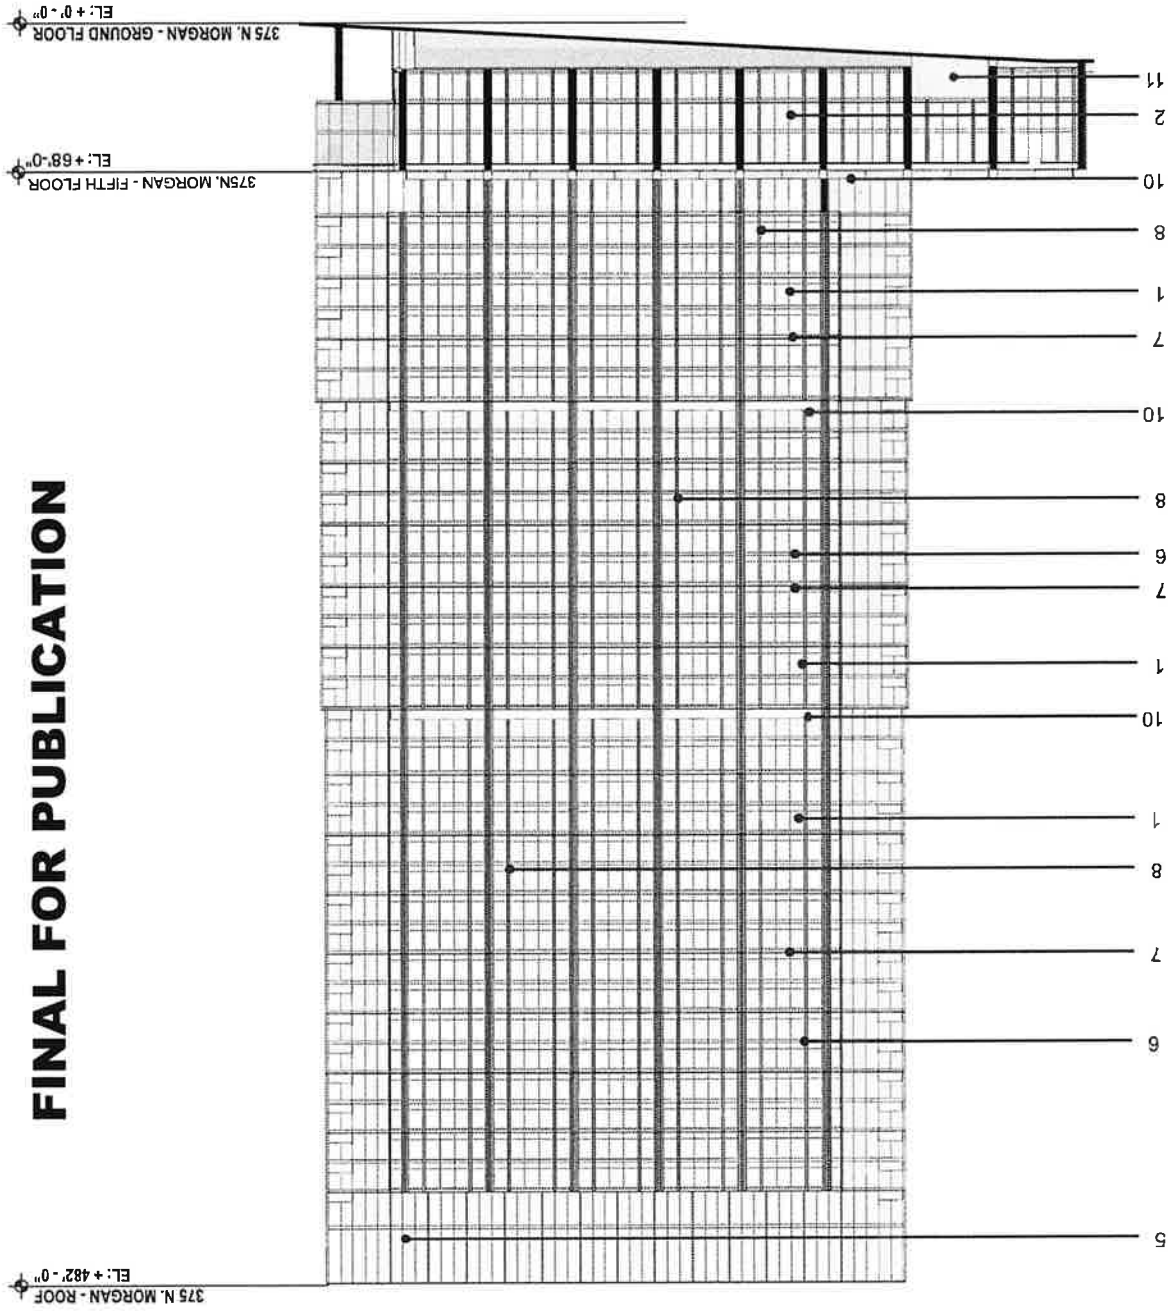 375 N. MORGAN - ROOF
EL: + 482' - 0"
5
6
7
8
1
10
1
7
6
8
10
7
1
8
10
375N. MORGAN - FIFTH FLOOR
EL: + 68'-0"
2
11
375 N. MORGAN - GROUND FLOOR
EL: + 0' - 0"
FINAL FOR PUBLICATION